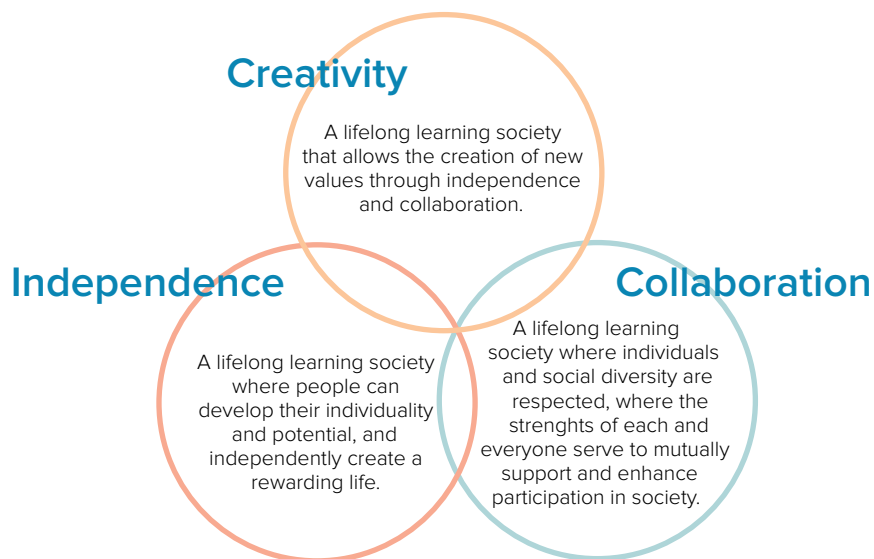 Creativity
A lifelong learning society
that allows the creation of new
values through independence
and collaboration.
Independence
A lifelong learning society
where people can
develop their individuality
and potential, and
independently create a
rewarding life.
Collaboration
A lifelong learning
society where individuals
and social diversity are
respected, where the
strenghts of each and
everyone serve to mutually
support and enhance
participation in society.